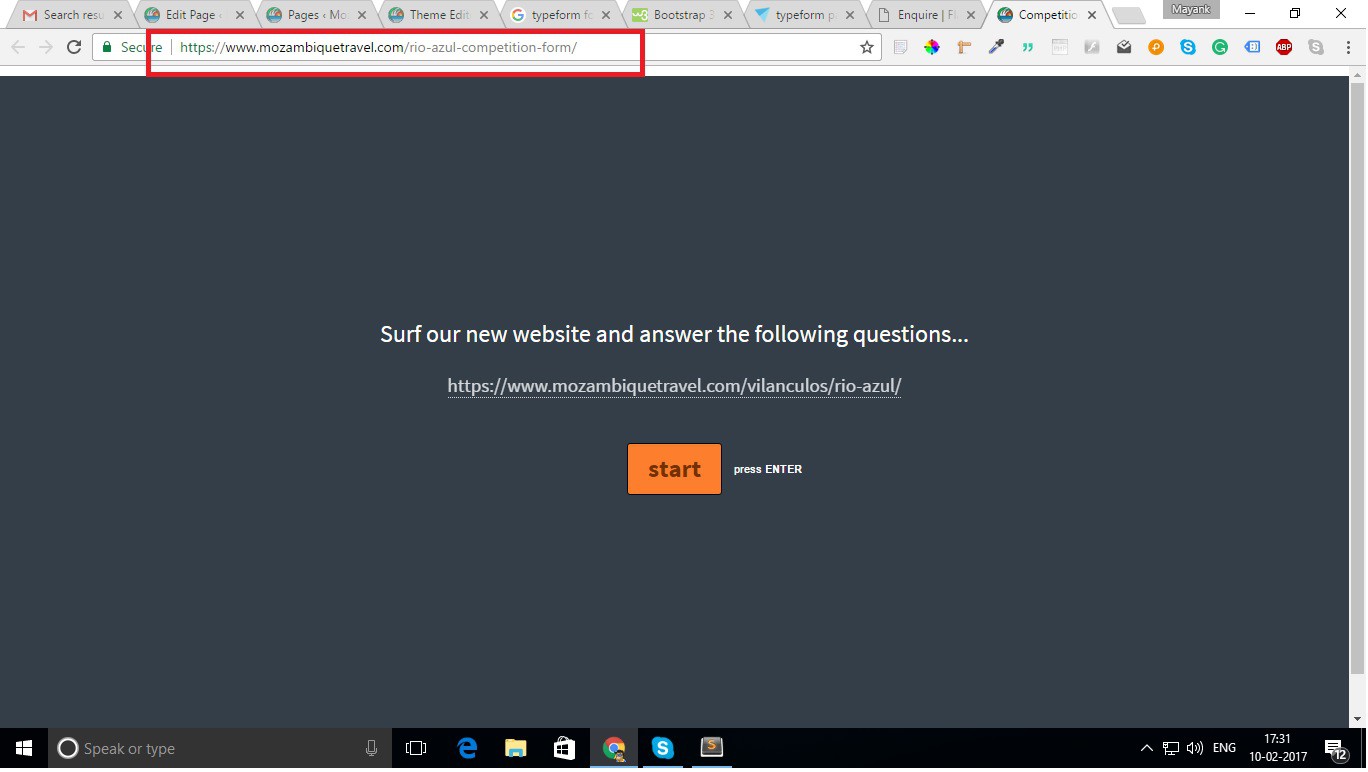 Search resu
Edit Page ‹
Pages ‹ Mo
Theme Edit
typeform fo
Bootstrap 3
typeform pa
Enquire | Fl
Competitio
Mayank
Secure
https://www.mozambiquetravel.com/rio-azul-competition-form/
ABP
Surf our new website and answer the following questions...
https://www.mozambiquetravel.com/vilanculos/rio-azul/
start
press ENTER
Speak or type
ENG
17:31
10-02-2017
12